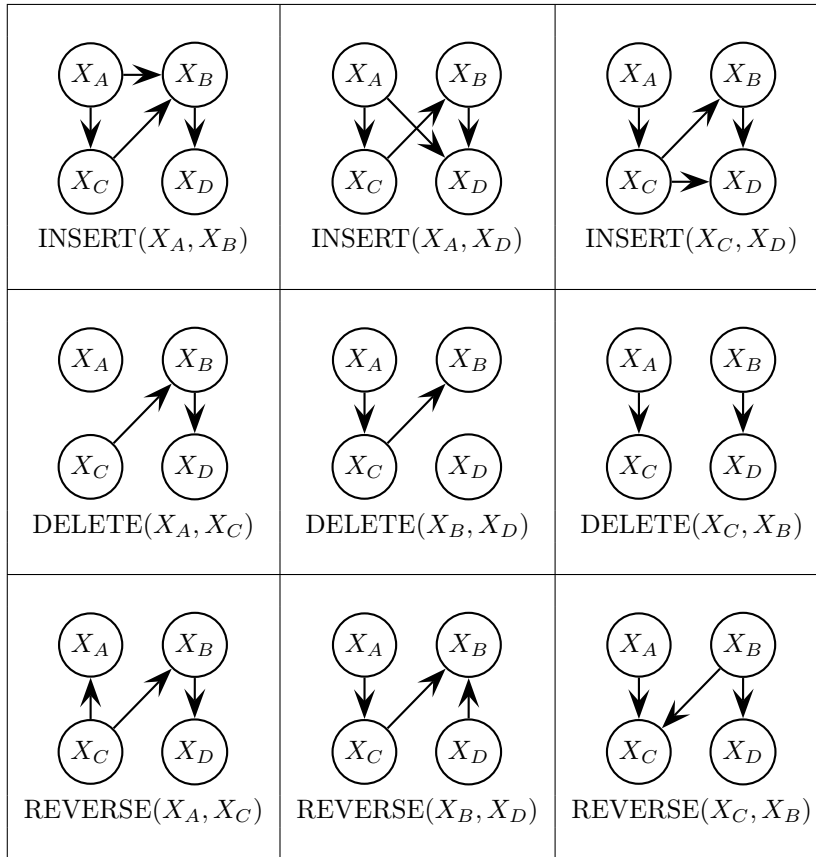 X_A X_B X_A X_B X_A X_B
X_C X_D X_C X_D X_C X_D
INSERT(X_A, X_B) INSERT(X_A, X_D) INSERT(X_C, X_D)
X_A X_B X_A X_B X_A X_B
X_C X_D X_C X_D X_C X_D
DELETE(X_A, X_C) DELETE(X_B, X_D) DELETE(X_C, X_B)
X_A X_B X_A X_B X_A X_B
X_C X_D X_C X_D X_C X_D
REVERSE(X_A, X_C) REVERSE(X_B, X_D) REVERSE(X_C, X_B)